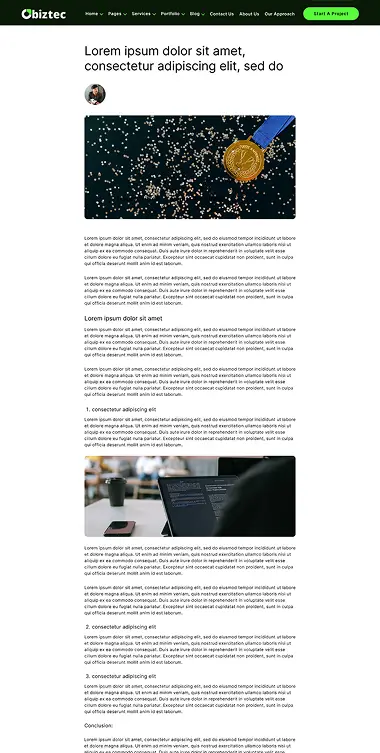 biztec
Home Pages Services Portfolio Blog Contact Us About Us Our Approach
Start A Project
Lorem ipsum dolor sit amet,
consectetur adipiscing elit, sed do
Lorem ipsum dolor sit amet, consectetur adipiscing elit, sed do eiusmod tempor incididunt ut labore
et dolore magna aliqua. Ut enim ad minim veniam, quis nostrud exercitation ullamco laboris nisi ut
aliquip ex ea commodo consequat. Duis aute irure dolor in reprehenderit in voluptate velit esse
cillum dolore eu fugiat nulla pariatur. Excepteur sint occaecat cupidatat non proident, sunt in culpa
qui officia deserunt mollit anim id est laborum.
Lorem ipsum dolor sit amet, consectetur adipiscing elit, sed do eiusmod tempor incididunt ut labore
et dolore magna aliqua. Ut enim ad minim veniam, quis nostrud exercitation ullamco laboris nisi ut
aliquip ex ea commodo consequat. Duis aute irure dolor in reprehenderit in voluptate velit esse
cillum dolore eu fugiat nulla pariatur. Excepteur sint occaecat cupidatat non proident, sunt in culpa
qui officia deserunt mollit anim id est laborum.
Lorem ipsum dolor sit amet
Lorem ipsum dolor sit amet, consectetur adipiscing elit, sed do eiusmod tempor incididunt ut labore
et dolore magna aliqua. Ut enim ad minim veniam, quis nostrud exercitation ullamco laboris nisi ut
aliquip ex ea commodo consequat. Duis aute irure dolor in reprehenderit in voluptate velit esse
cillum dolore eu fugiat nulla pariatur. Excepteur sint occaecat cupidatat non proident, sunt in culpa
qui officia deserunt mollit anim id est laborum.
Lorem ipsum dolor sit amet, consectetur adipiscing elit, sed do eiusmod tempor incididunt ut labore
et dolore magna aliqua. Ut enim ad minim veniam, quis nostrud exercitation ullamco laboris nisi ut
aliquip ex ea commodo consequat. Duis aute irure dolor in reprehenderit in voluptate velit esse
cillum dolore eu fugiat nulla pariatur. Excepteur sint occaecat cupidatat non proident, sunt in culpa
qui officia deserunt mollit anim id est laborum.
1. consectetur adipiscing elit
Lorem ipsum dolor sit amet, consectetur adipiscing elit, sed do eiusmod tempor incididunt ut labore
et dolore magna aliqua. Ut enim ad minim veniam, quis nostrud exercitation ullamco laboris nisi ut
aliquip ex ea commodo consequat. Duis aute irure dolor in reprehenderit in voluptate velit esse
cillum dolore eu fugiat nulla pariatur. Excepteur sint occaecat cupidatat non proident, sunt in culpa
qui officia deserunt mollit anim id est laborum.
Lorem ipsum dolor sit amet, consectetur adipiscing elit, sed do eiusmod tempor incididunt ut labore
et dolore magna aliqua. Ut enim ad minim veniam, quis nostrud exercitation ullamco laboris nisi ut
aliquip ex ea commodo consequat. Duis aute irure dolor in reprehenderit in voluptate velit esse
cillum dolore eu fugiat nulla pariatur. Excepteur sint occaecat cupidatat non proident, sunt in culpa
qui officia deserunt mollit anim id est laborum.
Lorem ipsum dolor sit amet, consectetur adipiscing elit, sed do eiusmod tempor incididunt ut labore
et dolore magna aliqua. Ut enim ad minim veniam, quis nostrud exercitation ullamco laboris nisi ut
aliquip ex ea commodo consequat. Duis aute irure dolor in reprehenderit in voluptate velit esse
cillum dolore eu fugiat nulla pariatur. Excepteur sint occaecat cupidatat non proident, sunt in culpa
qui officia deserunt mollit anim id est laborum.
2. consectetur adipiscing elit
Lorem ipsum dolor sit amet, consectetur adipiscing elit, sed do eiusmod tempor incididunt ut labore
et dolore magna aliqua. Ut enim ad minim veniam, quis nostrud exercitation ullamco laboris nisi ut
aliquip ex ea commodo consequat. Duis aute irure dolor in reprehenderit in voluptate velit esse
cillum dolore eu fugiat nulla pariatur. Excepteur sint occaecat cupidatat non proident, sunt in culpa
qui officia deserunt mollit anim id est laborum.
3. consectetur adipiscing elit
Lorem ipsum dolor sit amet, consectetur adipiscing elit, sed do eiusmod tempor incididunt ut labore
et dolore magna aliqua. Ut enim ad minim veniam, quis nostrud exercitation ullamco laboris nisi ut
aliquip ex ea commodo consequat. Duis aute irure dolor in reprehenderit in voluptate velit esse
cillum dolore eu fugiat nulla pariatur. Excepteur sint occaecat cupidatat non proident, sunt in culpa
qui officia deserunt mollit anim id est laborum.
Conclusion:
Lorem ipsum dolor sit amet, consectetur adipiscing elit, sed do eiusmod tempor incididunt ut labore
et dolore magna aliqua. Ut enim ad minim veniam, quis nostrud exercitation ullamco laboris nisi ut